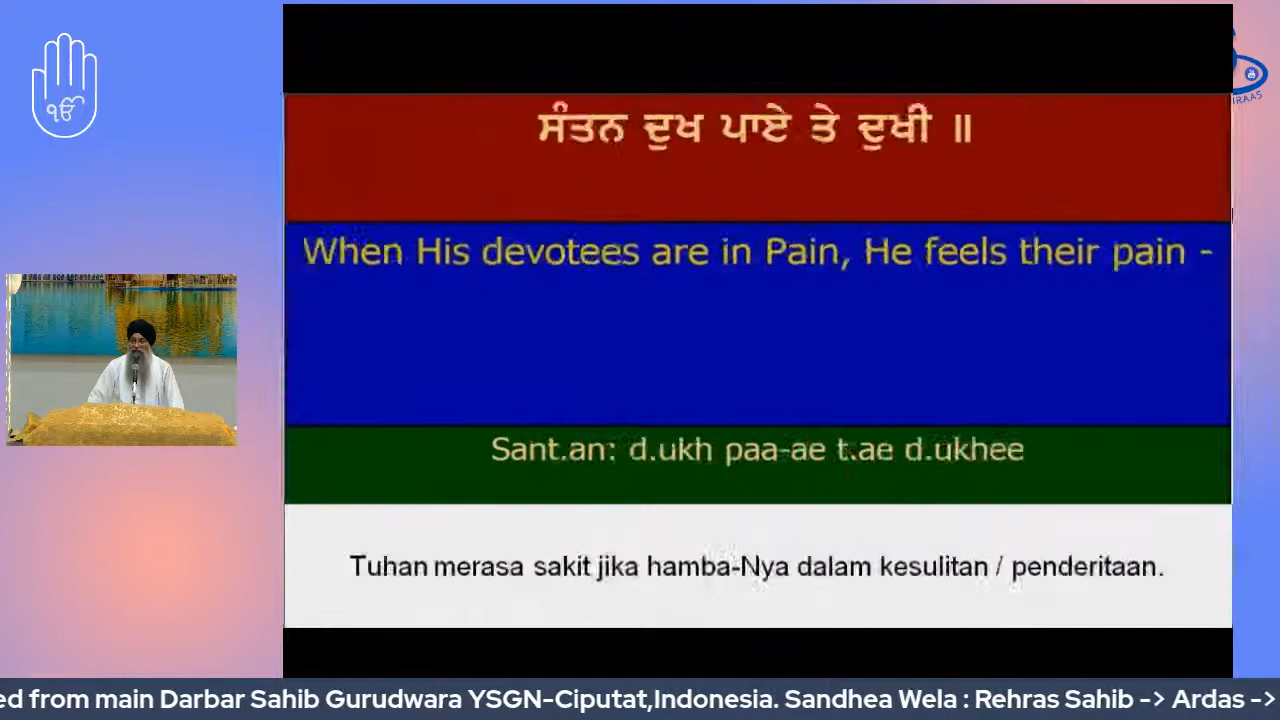 ੴ
ਸੰਤਨ ਦੁਖ ਪਾਏ ਤੇ ਦੁਖੀ ॥
When His devotees are in Pain, He feels their pain -
Sant.an: d.ukh paa-ae t.ae d.ukhee
Tuhan merasa sakit jika hamba-Nya dalam kesulitan / penderitaan.
ed from main Darbar Sahib Gurudwara YSGN-Ciputat,Indonesia. Sandhea Wela : Rehras Sahib -> Ardas ->